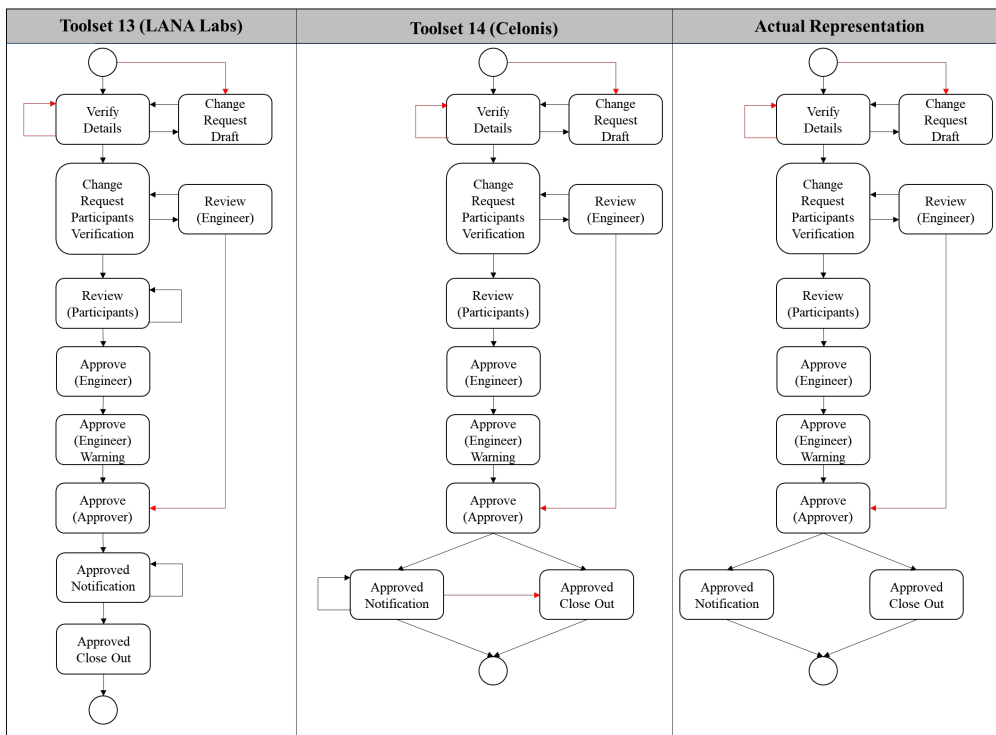 Toolset 13 (LANA Labs)
Verify
Details
Change
Request
Draft
Change
Request
Participants
Verification
Review
(Engineer)
Review
(Participants)
Approve
(Engineer)
Approve
(Engineer)
Warning
Approve
(Approver)
Approved
Notification
Approved
Close Out
Toolset 14 (Celonis)
Verify
Details
Change
Request
Draft
Change
Request
Participants
Verification
Review
(Engineer)
Review
(Participants)
Approve
(Engineer)
Approve
(Engineer)
Warning
Approve
(Approver)
Approved
Notification
Approved
Close Out
Actual Representation
Verify
Details
Change
Request
Draft
Change
Request
Participants
Verification
Review
(Engineer)
Review
(Participants)
Approve
(Engineer)
Approve
(Engineer)
Warning
Approve
(Approver)
Approved
Notification
Approved
Close Out